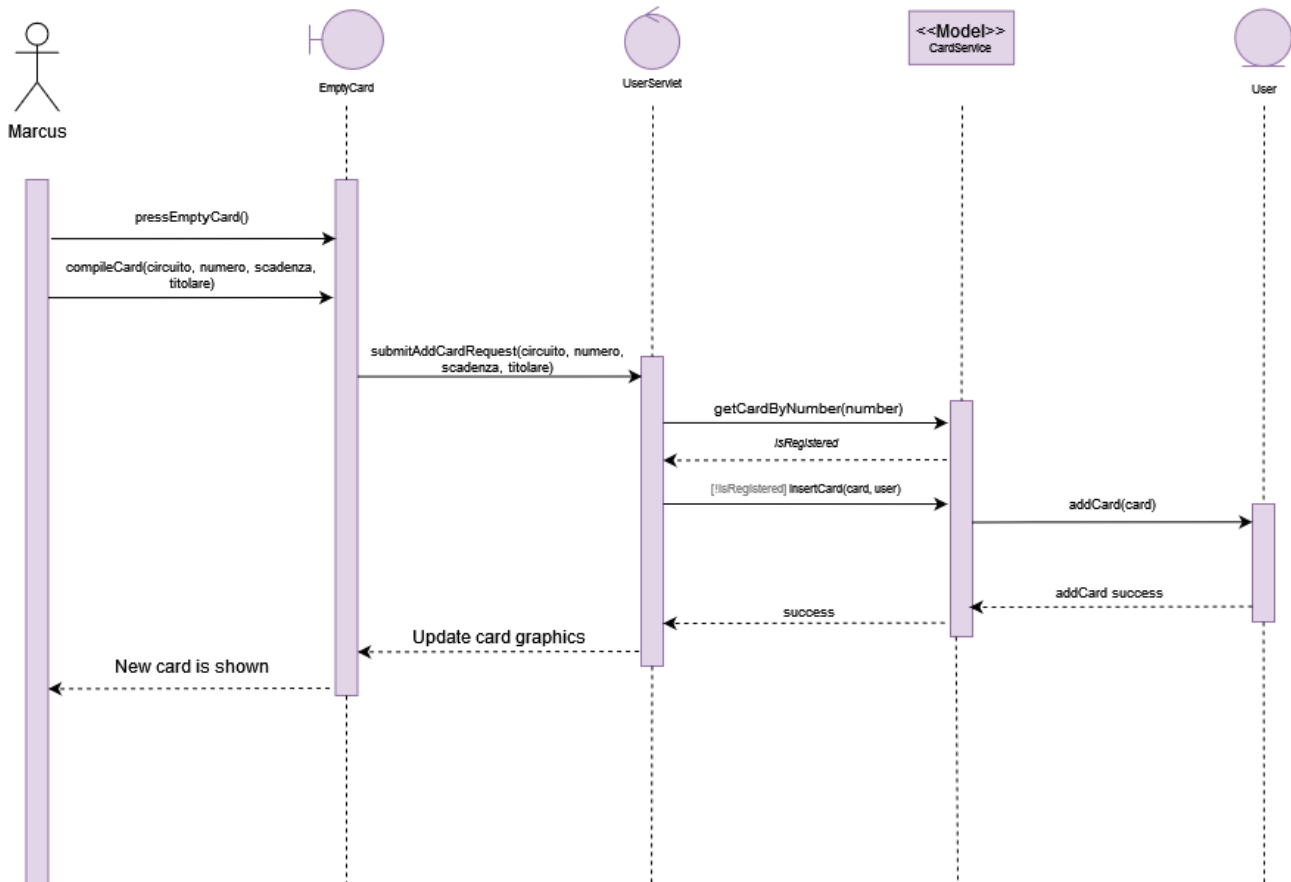 <<Model>>
CardService
EmptyCard
UserServlet
User
Marcus
pressEmptyCard()
compileCard(circuito, numero, scadenza,
titolare)
submitAddCardRequest(circuito, numero,
scadenza, titolare)
getCardByNumber(number)
isRegistered
[!isRegistered] insertCard(card, user)
addCard(card)
addCard success
success
Update card graphics
New card is shown